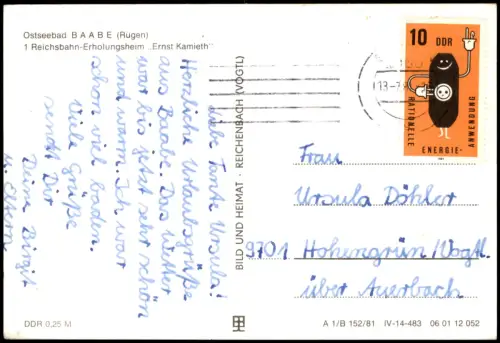 Ostseebad BAABE (Rügen)
1 Reichsbahn-Erholungsheim „Ernst Kamieth"
Liebe Tante Ursula!
Herzliche Urlaubsgrüße
aus Baabe. Das Wetter
war bis jetzt sehr schön
und warm. Ich war
schon viel baden.
Viele Grüße
sendet Dir
Deine Birgit
u. Eltern
DDR 0,25 M
BILD UND HEIMAT · REICHENBACH (VOGTL)
10 DDR
RATIONELLE
ENERGIE-
ANWENDUNG
Frau
Ursula Döhler
9701 Hohengrün/Vogtl.
über Auerbach
A 1/B 152/81 IV-14-483 06 01 12 052